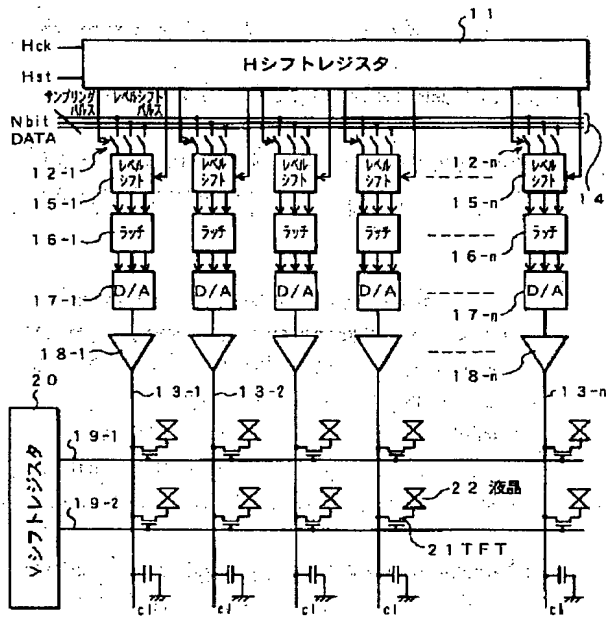 11
Hck
Hシフトレジスタ
Hst
サンプリング
パルス
レベルシフト
パルス
Nbit
DATA
14
12-1
レベル
シフト
レベル
シフト
レベル
シフト
レベル
シフト
12-n
レベル
シフト
15-1
15-n
ラッチ
ラッチ
ラッチ
ラッチ
ラッチ
16-1
16-n
D/A
D/A
D/A
D/A
D/A
17-1
17-n
18-1
18-n
20
13-1
13-2
13-n
19-1
Vシフトレジスタ
19-2
22 液晶
21TFT
cl
cl
cl
cl